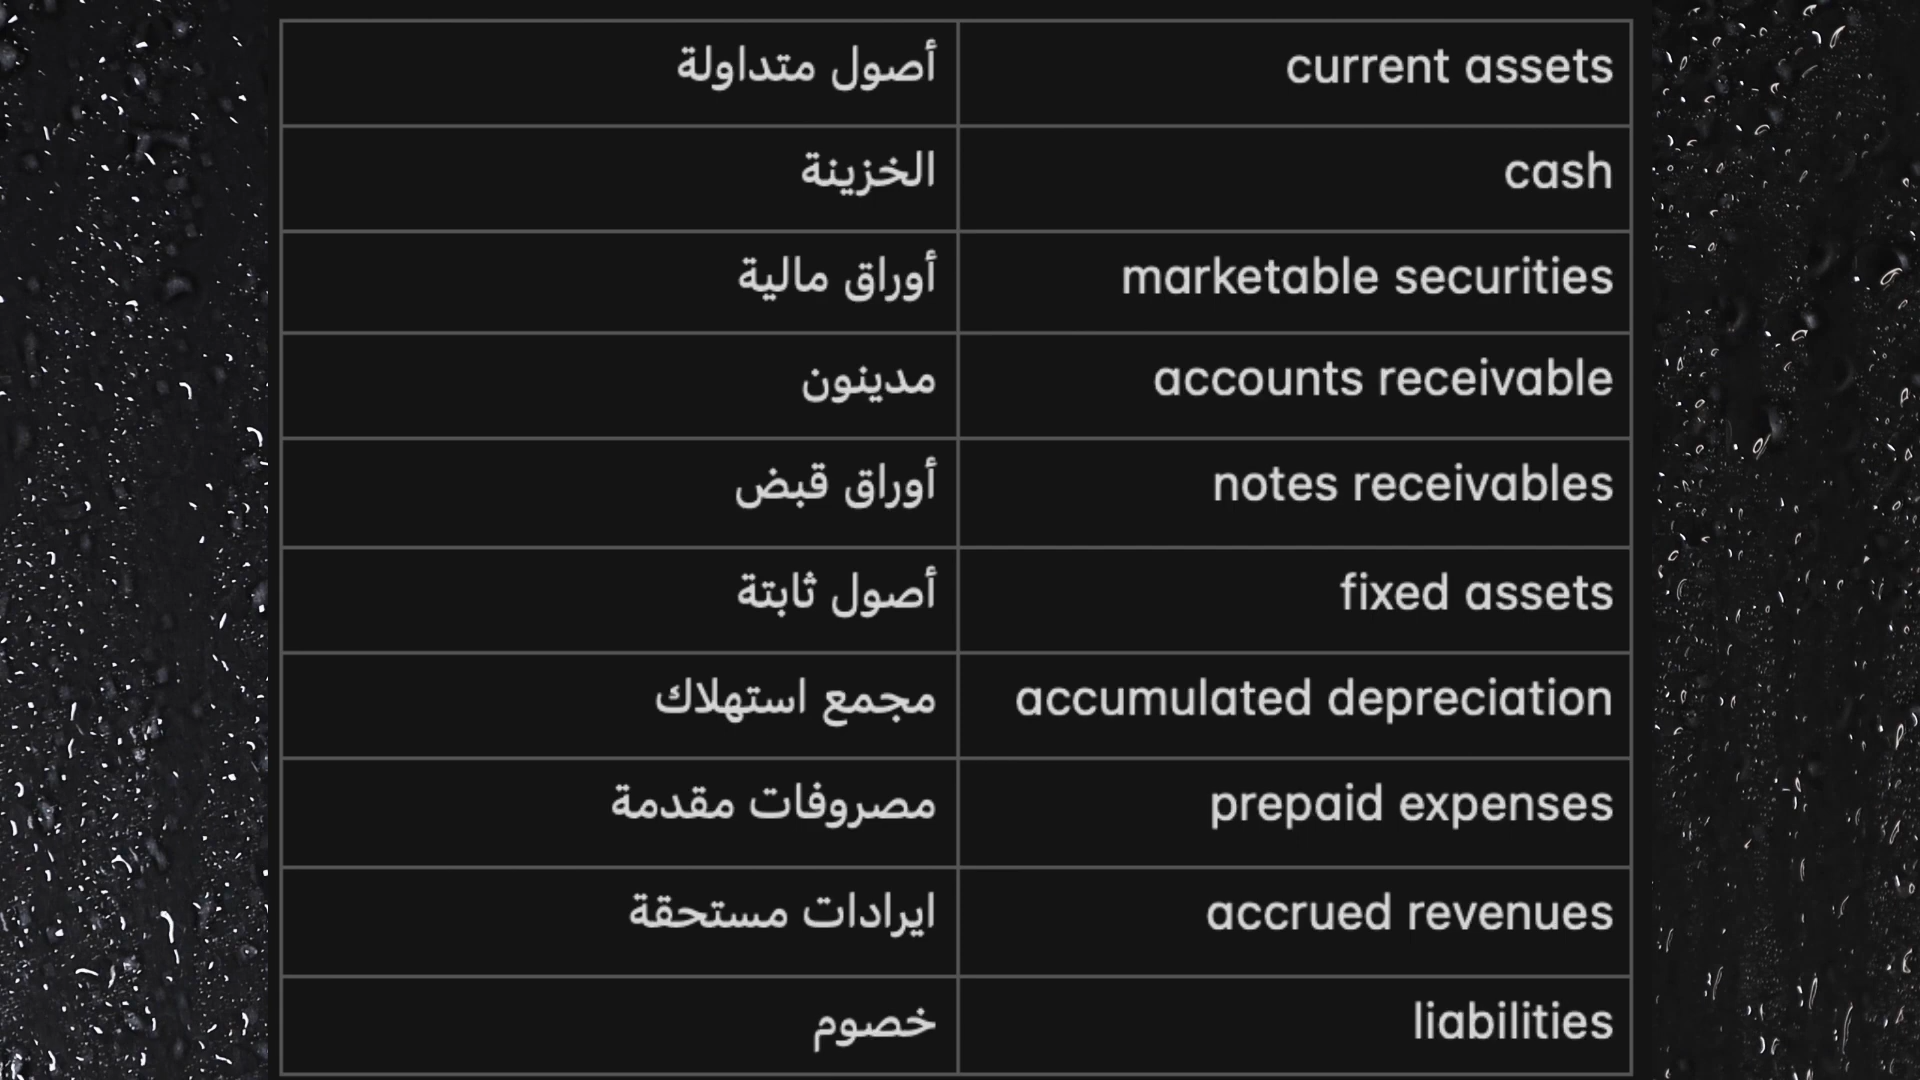 current assets أصول متداولة
cash الخزينة
marketable securities أوراق مالية
accounts receivable مدينون
notes receivables أوراق قبض
fixed assets أصول ثابتة
accumulated depreciation مجمع استهلاك
prepaid expenses مصروفات مقدمة
accrued revenues ايرادات مستحقة
liabilities خصوم